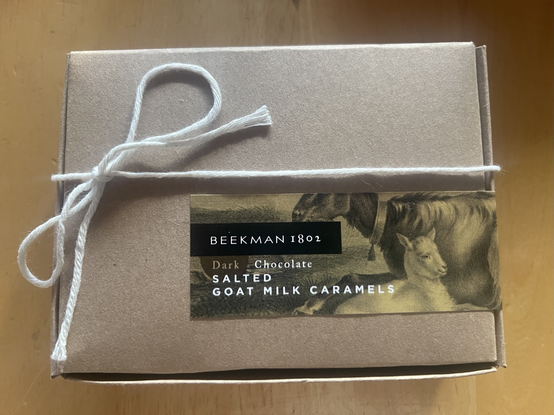 BEEKMAN 1802
Dark Chocolate
SALTED
GOAT MILK CARAMELS